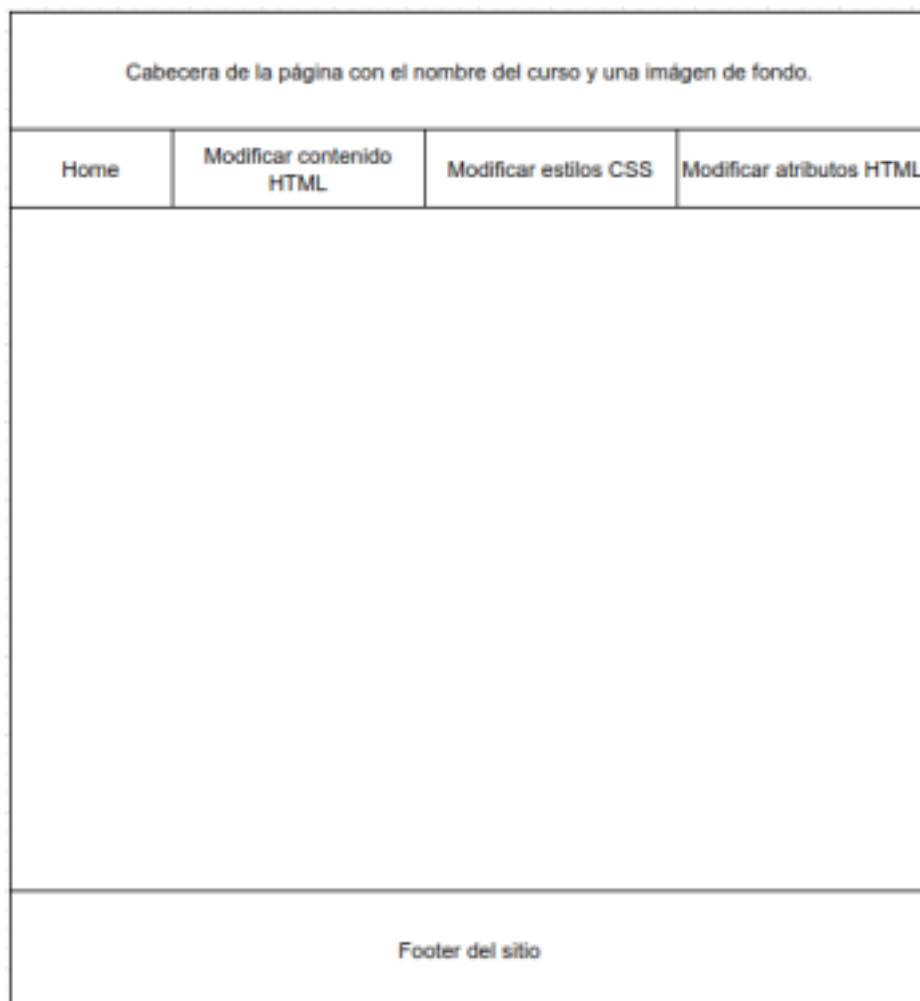 Cabecera de la página con el nombre del curso y una imágen de fondo.
Home
Modificar contenido
HTML
Modificar estilos CSS
Modificar atributos HTML
Footer del sitio